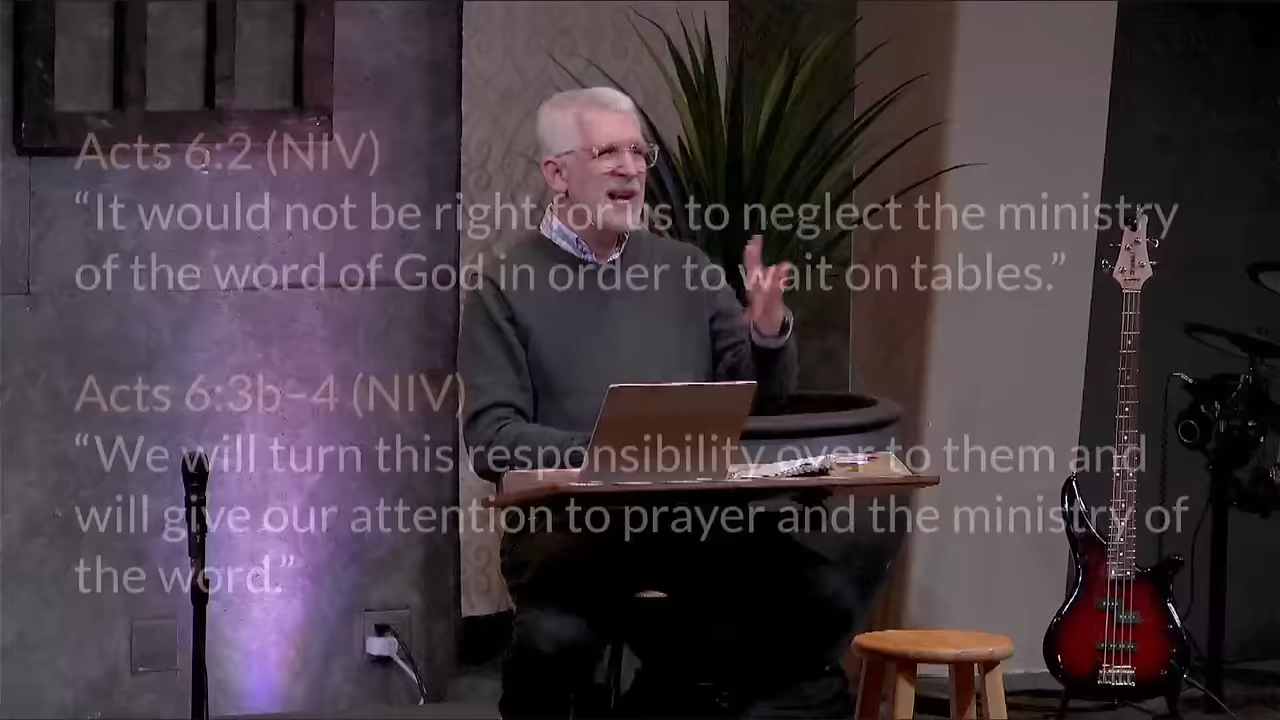 Acts 6:2 (NIV)
“It would not be right for us to neglect the ministry
of the word of God in order to wait on tables.”
Acts 6:3b–4 (NIV)
“We will turn this responsibility over to them and
will give our attention to prayer and the ministry of
the word.”